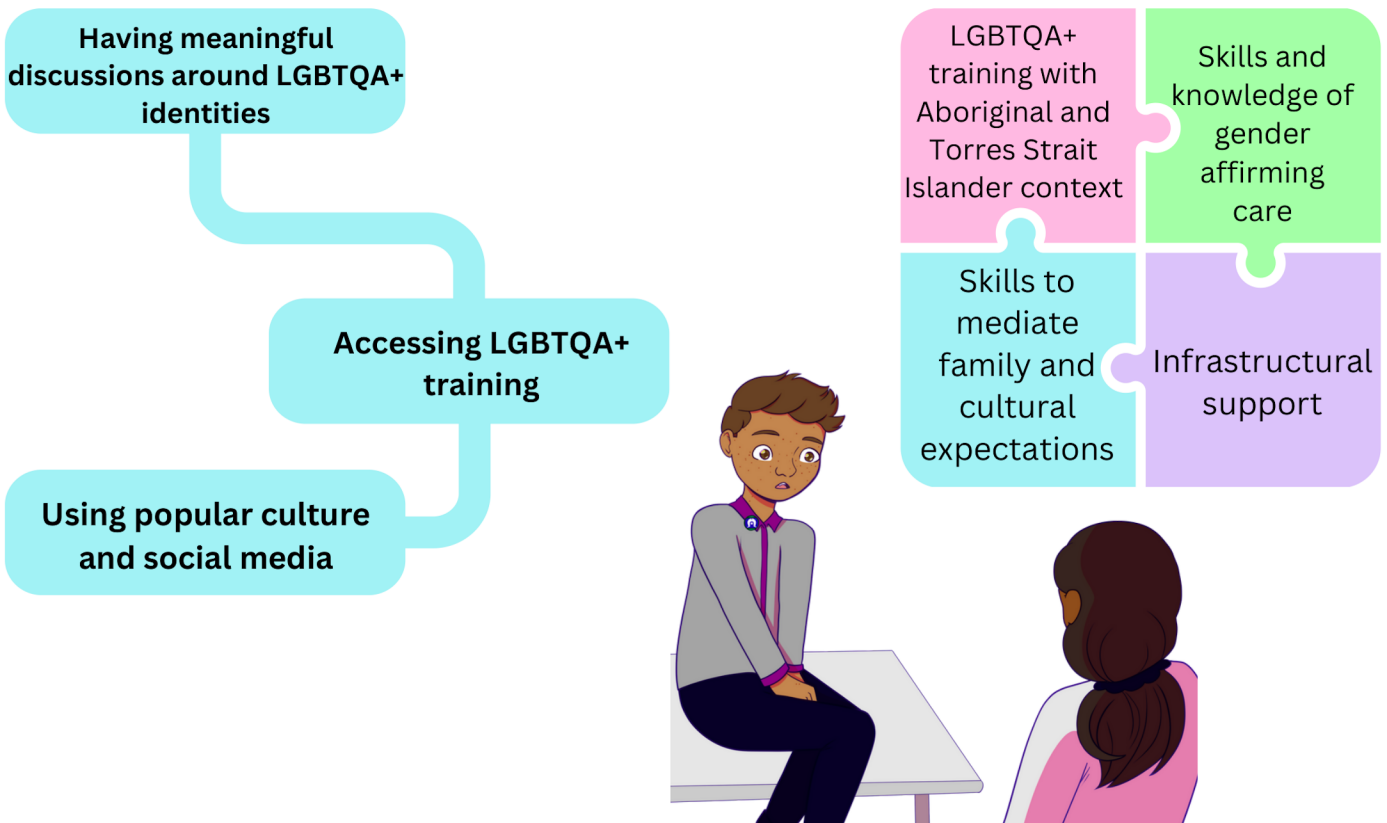 Having meaningful
discussions around LGBTQA+
identities
Accessing LGBTQA+
training
Using popular culture
and social media
LGBTQA+
training with
Aboriginal and
Torres Strait
Islander context
Skills and
knowledge of
gender
affirming
care
Skills to
mediate
family and
cultural
expectations
Infrastructural
support